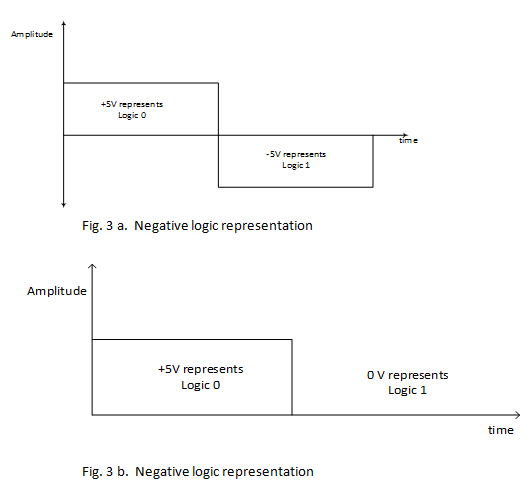 Amplitude
+5V represents
Logic 0
time
-5V represents
Logic 1
Fig. 3 a.  Negative logic representation
Amplitude
+5V represents
Logic 0
0 V represents
Logic 1
time
Fig. 3 b.  Negative logic representation